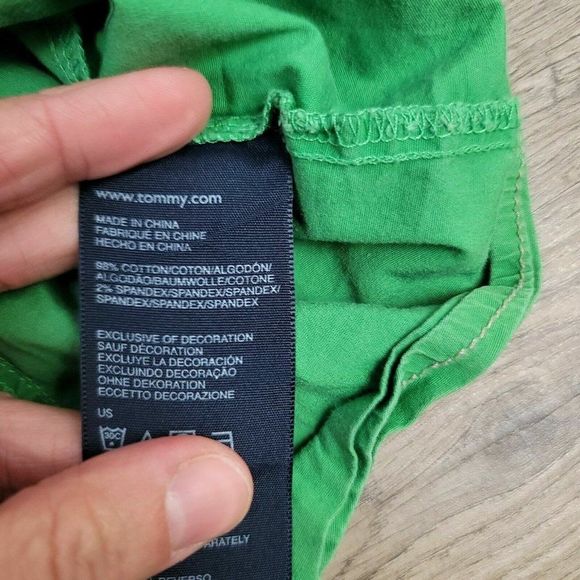 www.tommy.com
MADE IN CHINA
FABRIQUÉ EN CHINE
HECHO EN CHINA
98% COTTON/COTON/ALGODÓN/
ALGODÃO/BAUMWOLLE/COTONE
2% SPANDEX/SPANDEX/SPANDEX/
SPANDEX/SPANDEX/SPANDEX
EXCLUSIVE OF DECORATION
SAUF DÉCORATION
EXCLUYE LA DECORACIÓN
EXCLUINDO DECORAÇÃO
OHNE DEKORATION
ECCETTO DECORAZIONE
US
30C
REVERSO